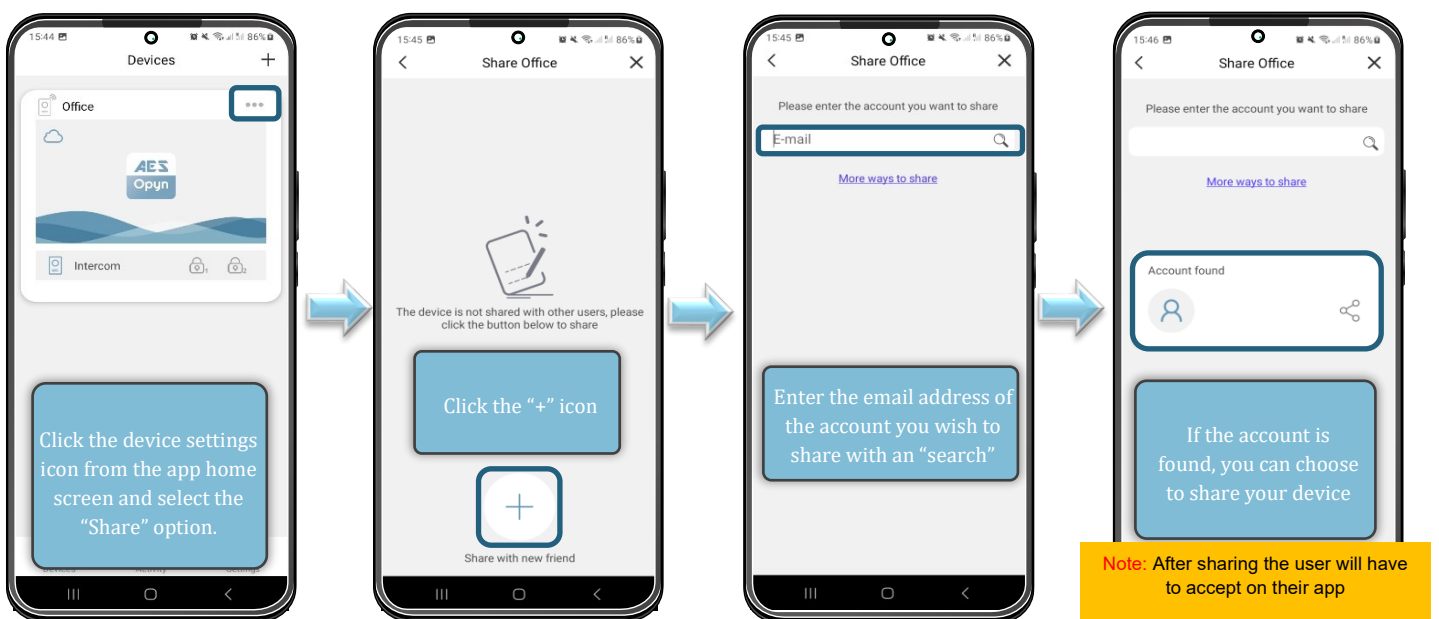 15:44
86%
Devices
+
Office
AES
Opyn
Intercom
1
2
Click the device settings
icon from the app home
screen and select the
“Share” option.
Devices
Activity
Settings
15:45
86%
Share Office
The device is not shared with other users, please
click the button below to share
Click the “+” icon
Share with new friend
15:45
86%
Share Office
Please enter the account you want to share
E-mail
More ways to share
Enter the email address of
the account you wish to
share with an “search”
15:46
86%
Share Office
Please enter the account you want to share
More ways to share
Account found
If the account is
found, you can choose
to share your device
Note: After sharing the user will have
to accept on their app